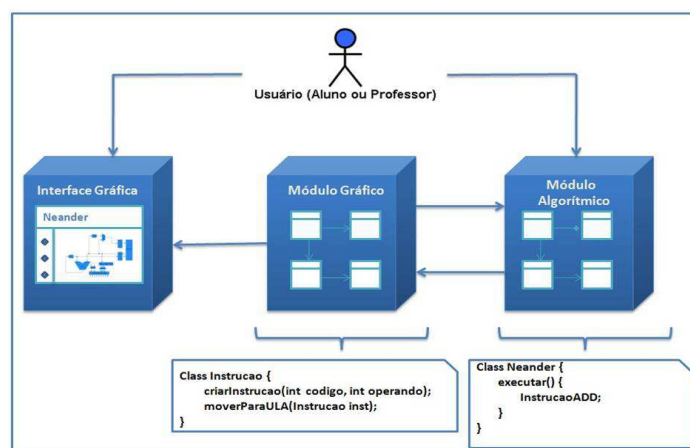 Usuário (Aluno ou Professor)
Interface Gráfica
Neander
Módulo Gráfico
Módulo
Algorítmico
Class Instrucao {
criarInstrucao(int codigo, int operando);
moverParaULA(Instrucao inst);
}
Class Neander {
executar() {
InstrucaoADD;
}
}